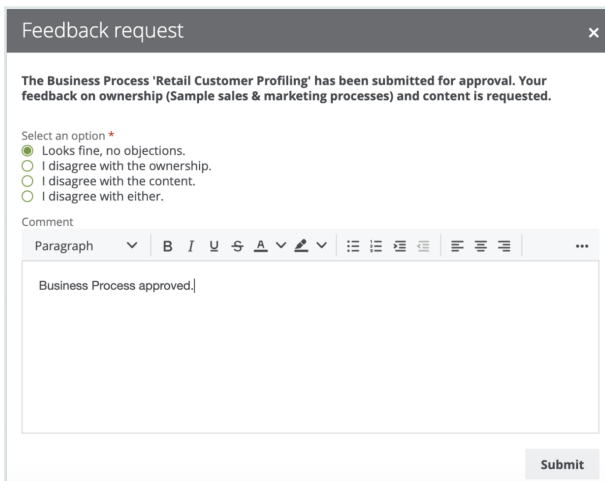 Feedback request
The Business Process 'Retail Customer Profiling' has been submitted for approval. Your
feedback on ownership (Sample sales & marketing processes) and content is requested.
Select an option *
Looks fine, no objections.
I disagree with the ownership.
I disagree with the content.
I disagree with either.
Comment
Paragraph B I U S A
Business Process approved.
Submit